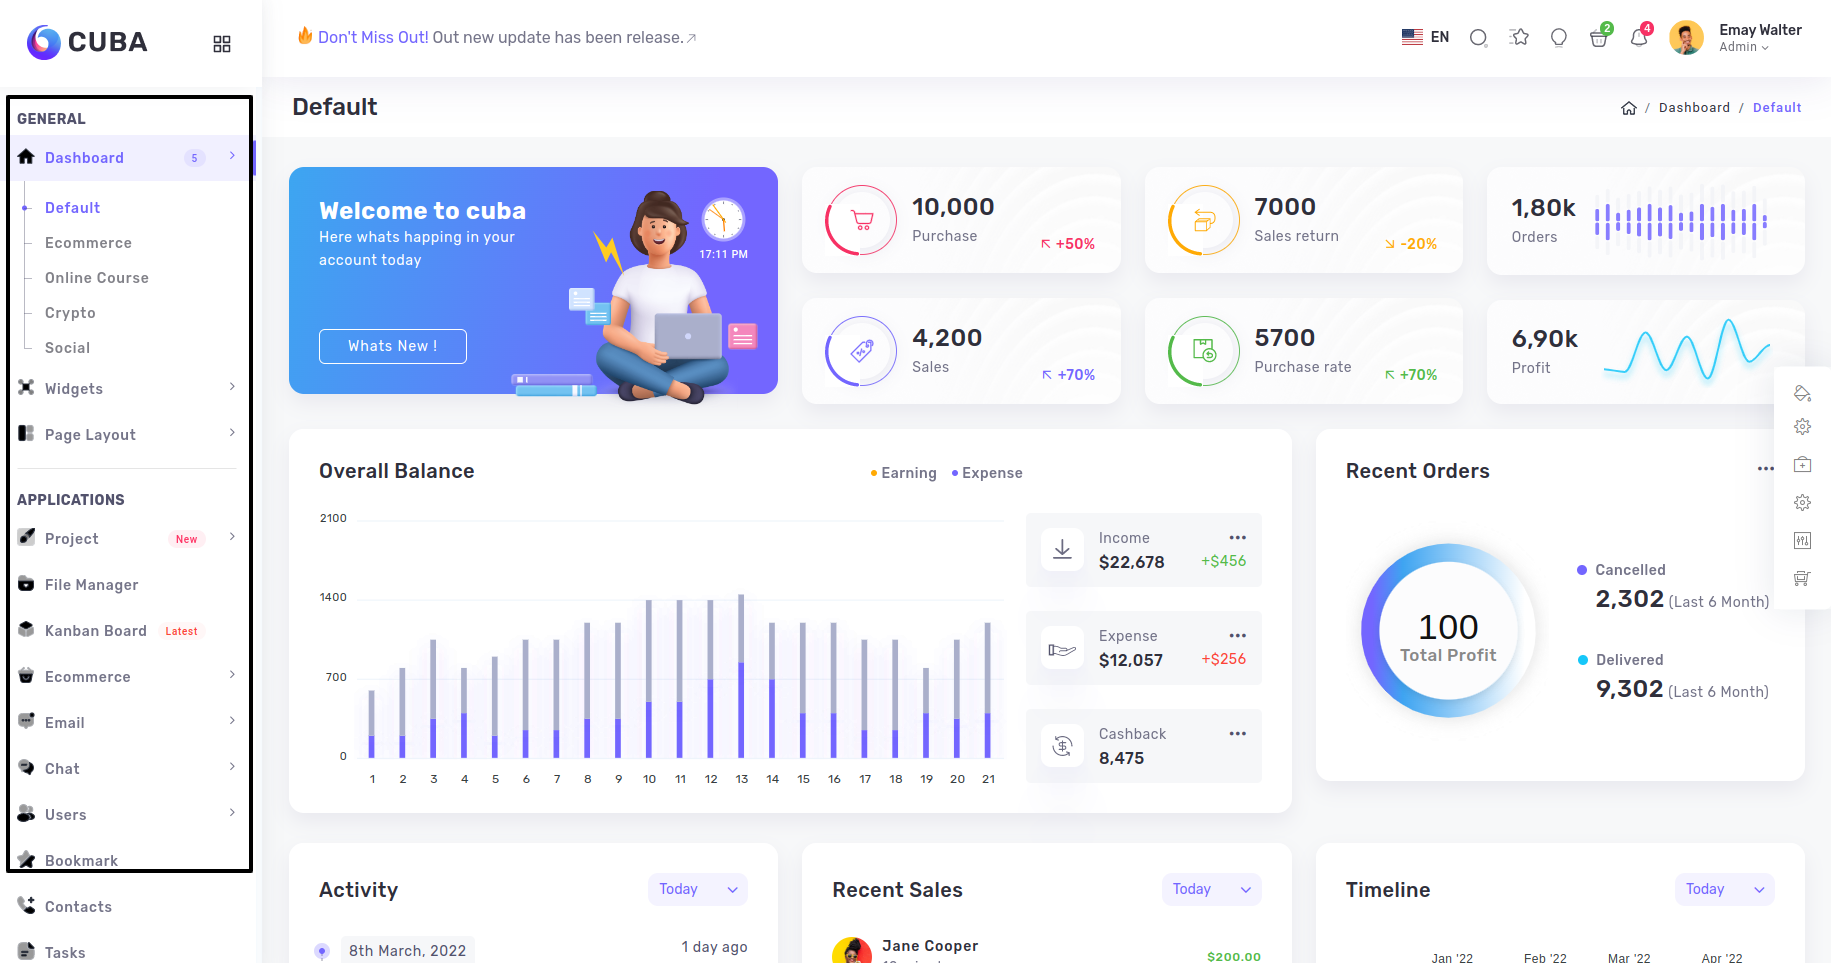 CUBA
Don't Miss Out! Out new update has been release.
EN
2
4
Emay Walter
Admin
GENERAL
Dashboard 5
Default
Ecommerce
Online Course
Crypto
Social
Widgets
Page Layout
APPLICATIONS
Project New
File Manager
Kanban Board Latest
Ecommerce
Email
Chat
Users
Bookmark
Contacts
Tasks
Default
/ Dashboard / Default
Welcome to cuba
Here whats happing in your
account today
17:11 PM
Whats New !
10,000
Purchase
+50%
7000
Sales return
-20%
1,80k
Orders
4,200
Sales
+70%
5700
Purchase rate
+70%
6,90k
Profit
Overall Balance
Earning Expense
2100
1400
700
0
1 2 3 4 5 6 7 8 9 10 11 12 13 14 15 16 17 18 19 20 21
Income
$22,678 +$456
Expense
$12,057 +$256
Cashback
8,475
Recent Orders
100
Total Profit
Cancelled
2,302 (Last 6 Month)
Delivered
9,302 (Last 6 Month)
Activity Today
8th March, 2022 1 day ago
Recent Sales Today
Jane Cooper
$200.00
Timeline Today
Jan '22 Feb '22 Mar '22 Apr '22